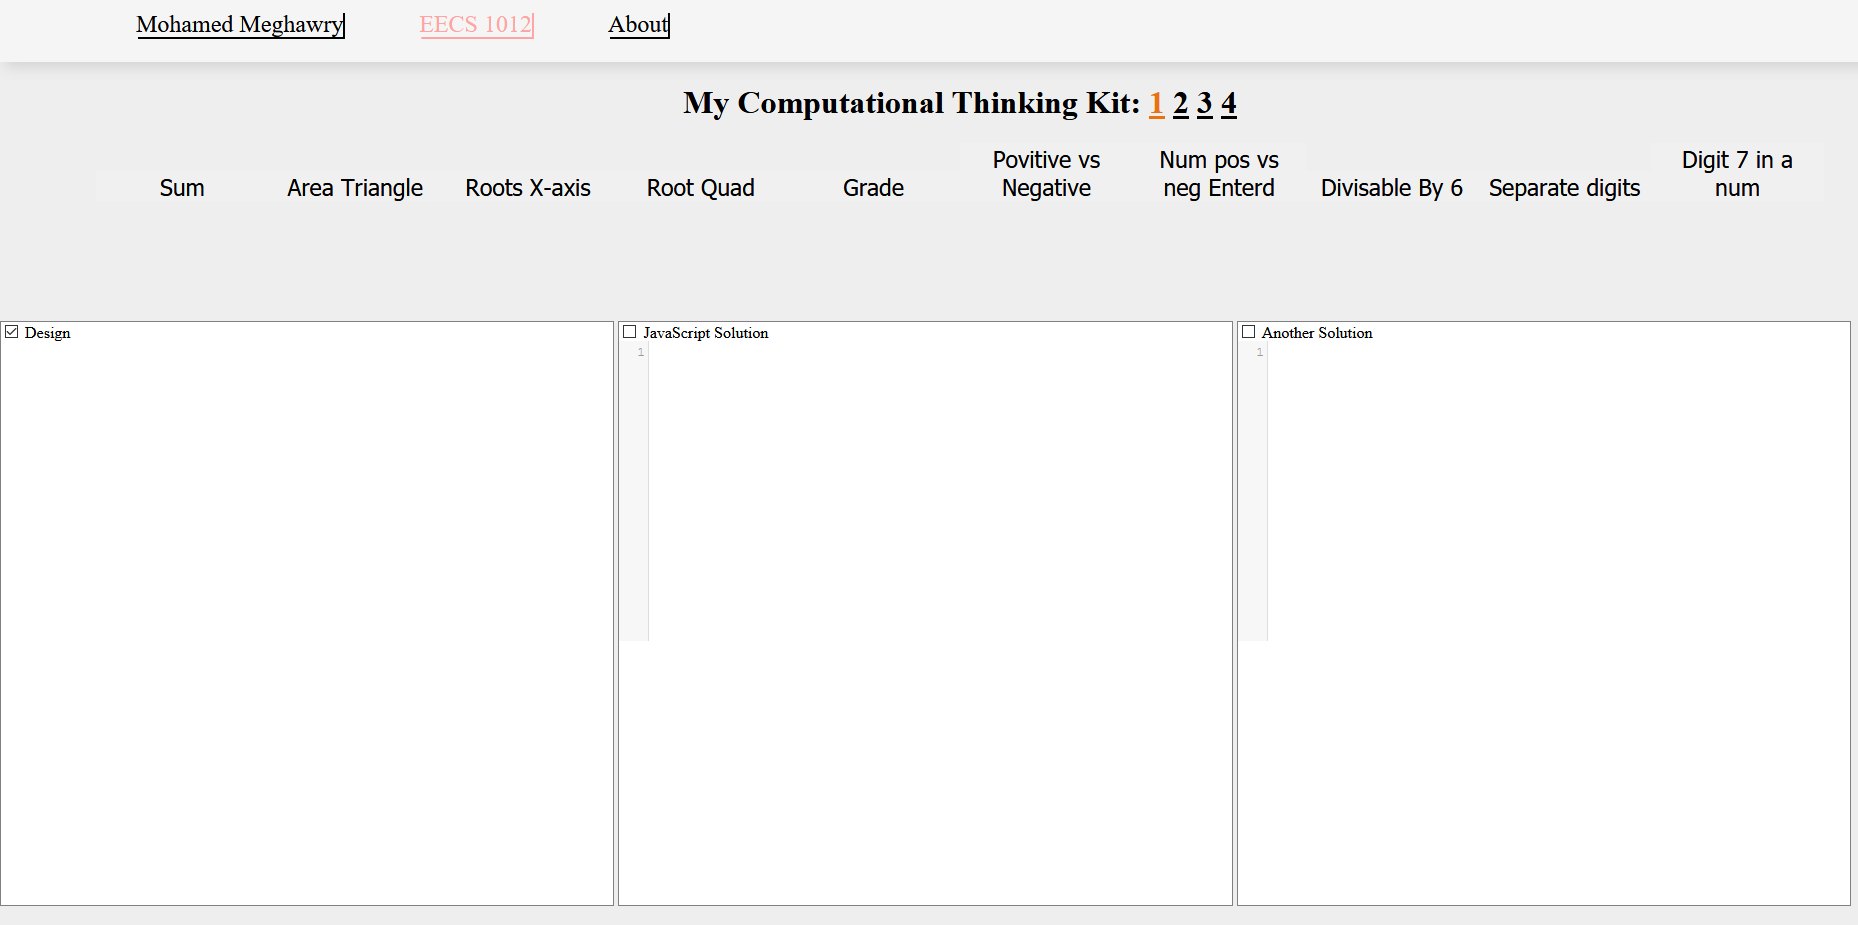 Mohamed Meghawry EECS 1012 About
My Computational Thinking Kit: 1 2 3 4
Sum Area Triangle Roots X-axis Root Quad Grade Povitive vs Negative Num pos vs neg Enterd Divisable By 6 Separate digits Digit 7 in a num
Design JavaScript Solution Another Solution
1 1